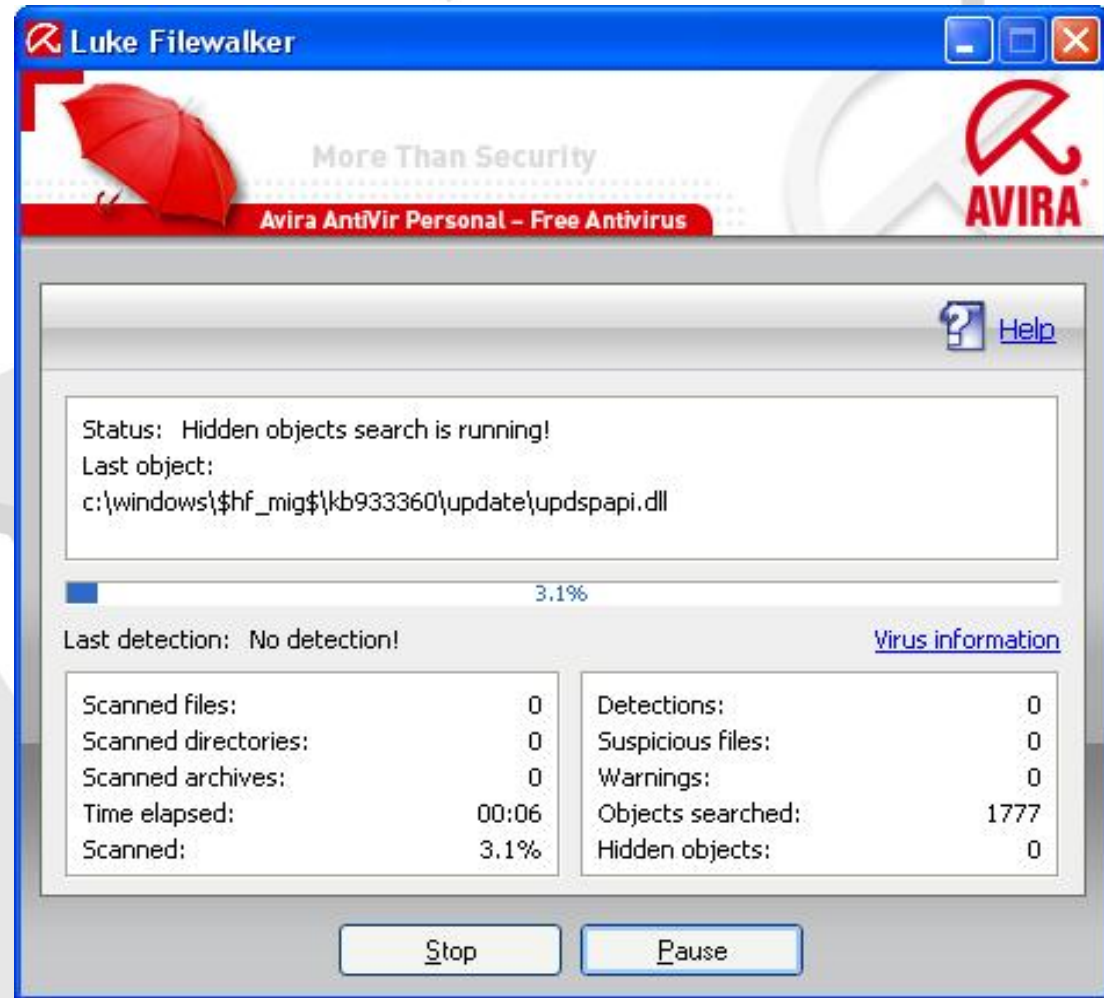 Luke Filewalker
More Than Security
AVIRA
Avira AntiVir Personal – Free Antivirus
Help
Status: Hidden objects search is running!
Last object:
c:\windows\$hf_mig$\kb933360\update\updspapi.dll
3.1%
Last detection: No detection! Virus information
Scanned files: 0
Scanned directories: 0
Scanned archives: 0
Time elapsed: 00:06
Scanned: 3.1%
Detections: 0
Suspicious files: 0
Warnings: 0
Objects searched: 1777
Hidden objects: 0
Stop Pause